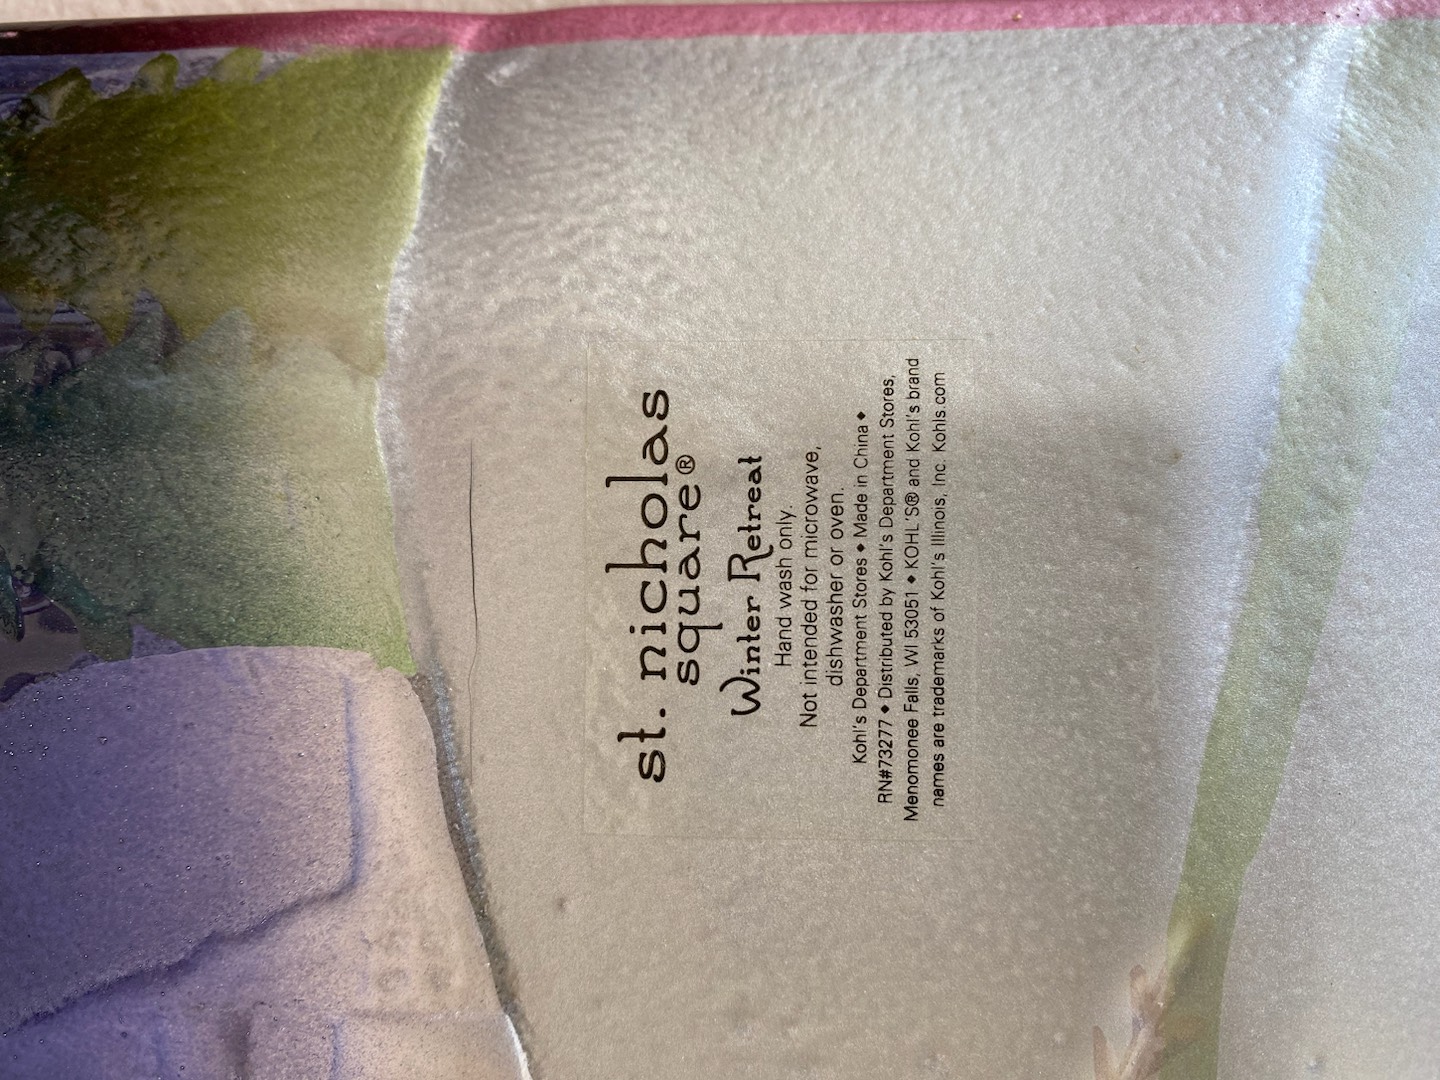 st. nicholas
square®
Winter Retreat
Hand wash only.
Not intended for microwave,
dishwasher or oven.
Kohl's Department Stores ◆ Made in China ◆
RN#73277 ◆ Distributed by Kohl's Department Stores,
Menomonee Falls, WI 53051 ◆ KOHL'S® and Kohl's brand
names are trademarks of Kohl's Illinois, Inc. Kohls.com